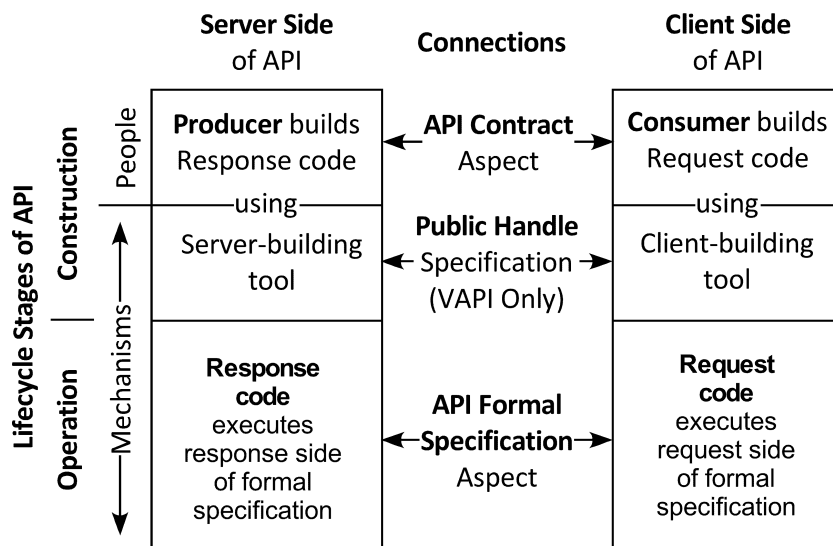 Server Side
of API
Connections
Client Side
of API
Lifecycle Stages of API
Construction
Operation
People
Mechanisms
Producer builds
Response code
API Contract
Aspect
Consumer builds
Request code
using
using
Server-building
tool
Public Handle
Specification
(VAPI Only)
Client-building
tool
Response
code
executes
response side
of formal
specification
API Formal
Specification
Aspect
Request
code
executes
request side
of formal
specification